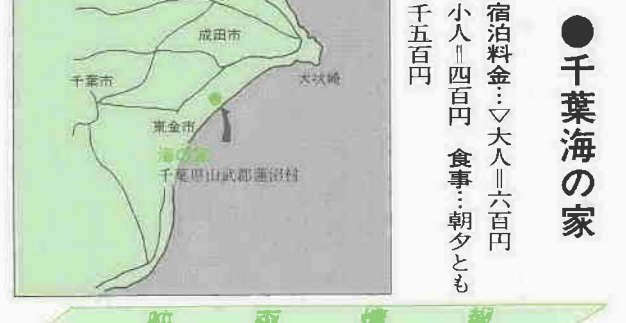 ●千葉海の家
宿泊料金…▽大人＝六百円
小人＝四百円　食事…朝夕とも
千五百円
成田市
千葉市
犬吠崎
東金市
海の家
千葉県山武郡蓮沼村